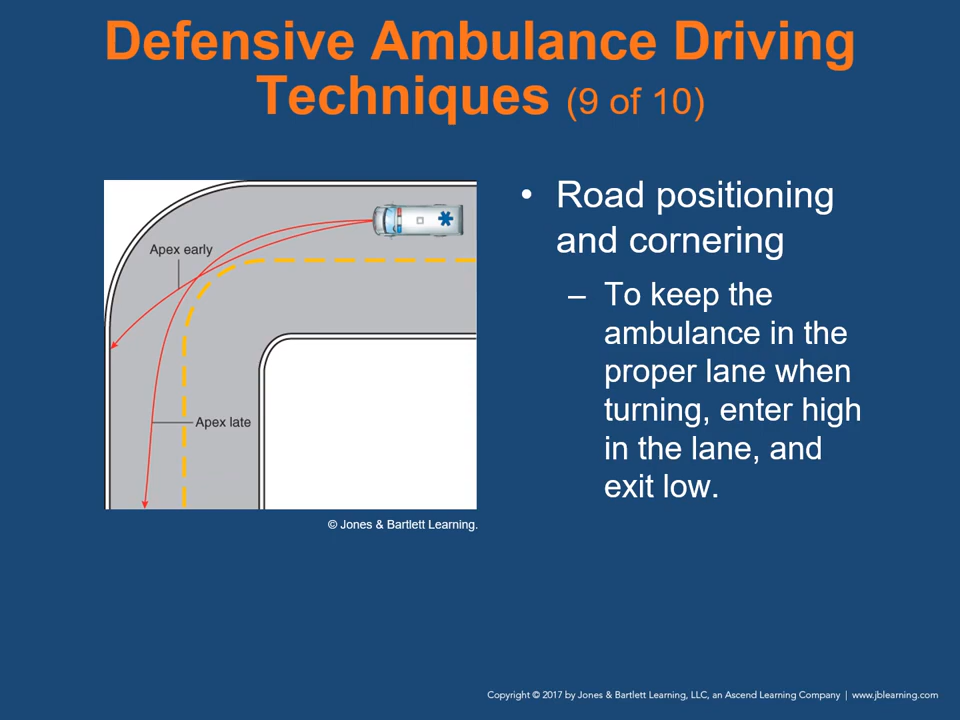 Defensive Ambulance Driving
Techniques (9 of 10)
Apex early
Apex late
© Jones & Bartlett Learning.
• Road positioning
and cornering
– To keep the
ambulance in the
proper lane when
turning, enter high
in the lane, and
exit low.
Copyright © 2017 by Jones & Bartlett Learning, LLC, an Ascend Learning Company | www.jblearning.com